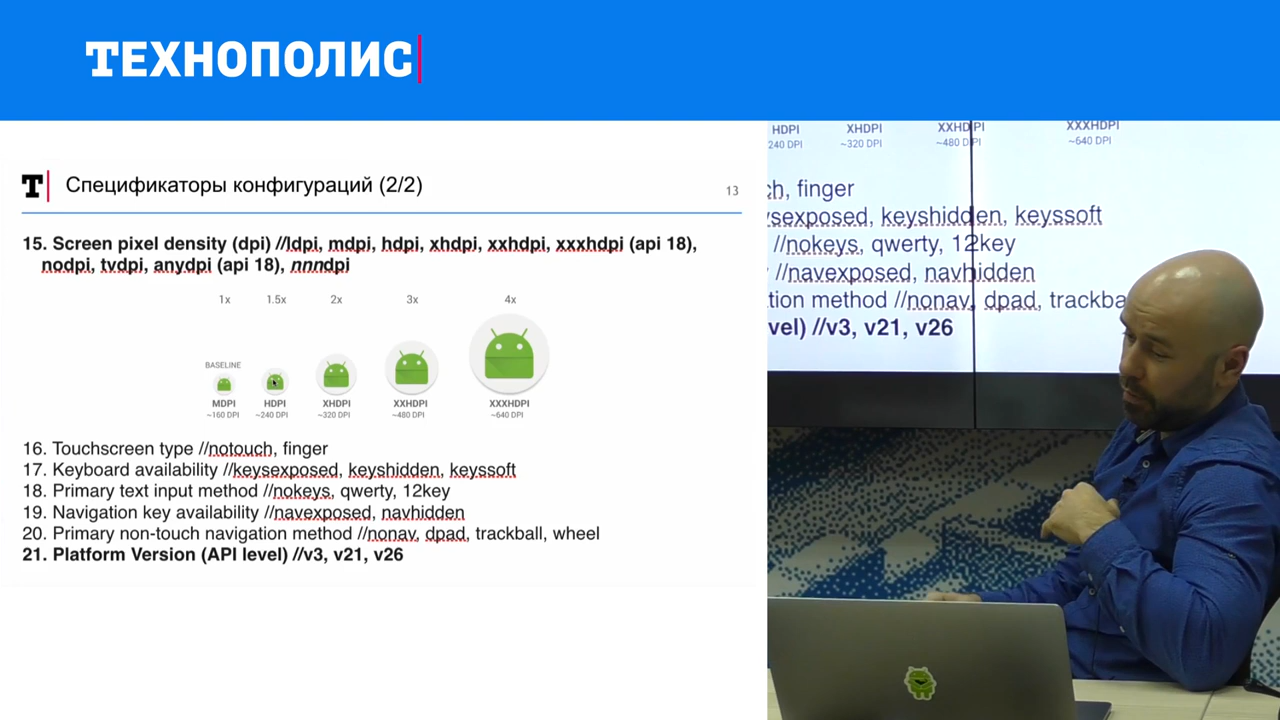 ТЕХНОПОЛИС
T Спецификаторы конфигураций (2/2) 13
15. Screen pixel density (dpi) //ldpi, mdpi, hdpi, xhdpi, xxhdpi, xxxhdpi (api 18),
nodpi, tvdpi, anydpi (api 18), nnndpi
1x 1.5x 2x 3x 4x
BASELINE
MDPI HDPI XHDPI XXHDPI XXXHDPI
~160 DPI ~240 DPI ~320 DPI ~480 DPI ~640 DPI
16. Touchscreen type //notouch, finger
17. Keyboard availability //keysexposed, keyshidden, keyssoft
18. Primary text input method //nokeys, qwerty, 12key
19. Navigation key availability //navexposed, navhidden
20. Primary non-touch navigation method //nonav, dpad, trackball, wheel
21. Platform Version (API level) //v3, v21, v26
HDPI XHDPI XXHDPI XXXHDPI
240 DPI ~320 DPI ~480 DPI ~640 DPI
ch, finger
ysexposed, keyshidden, keyssoft
//nokeys, qwerty, 12key
//navexposed, navhidden
tion method //nonav, dpad, trackba
vel) //v3, v21, v26